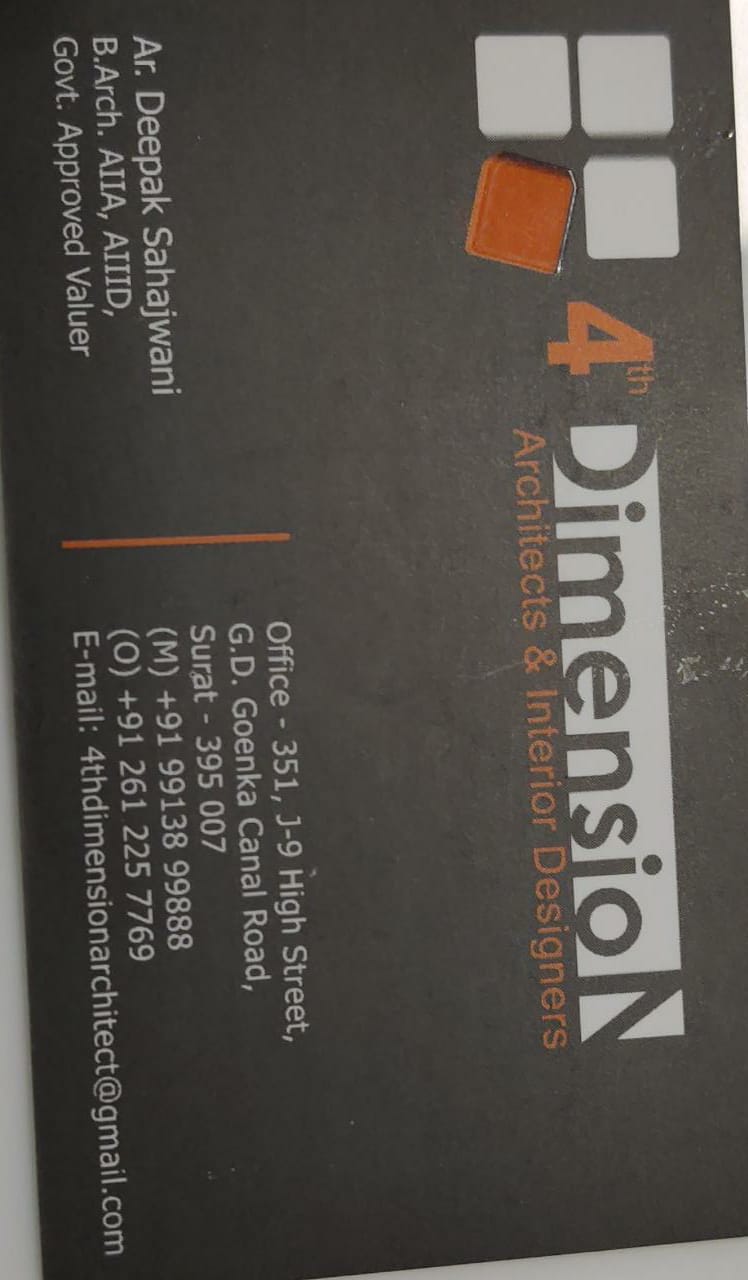 4th DimensioN
Architects & Interior Designers
Ar. Deepak Sahajwani
B.Arch. AIIA, AIIID,
Govt. Approved Valuer
Office - 351, J-9 High Street,
G.D. Goenka Canal Road,
Surat - 395 007
(M) +91 99138 99888
(O) +91 261 225 7769
E-mail: 4thdimensionarchitect@gmail.com